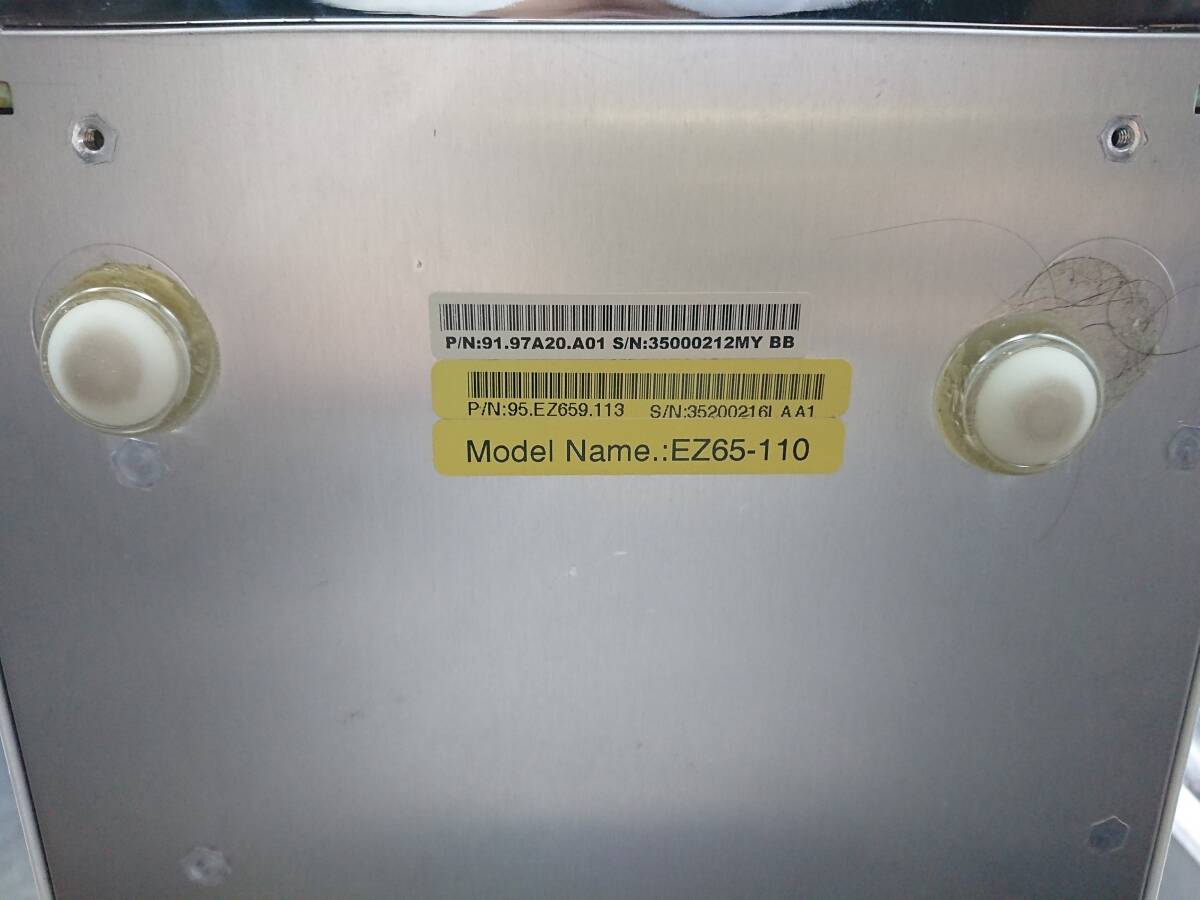 P/N:91.97A20.A01 S/N:35000212MY BB
P/N:95.EZ659.113 S/N:35200216I AA1
Model Name.:EZ65-110